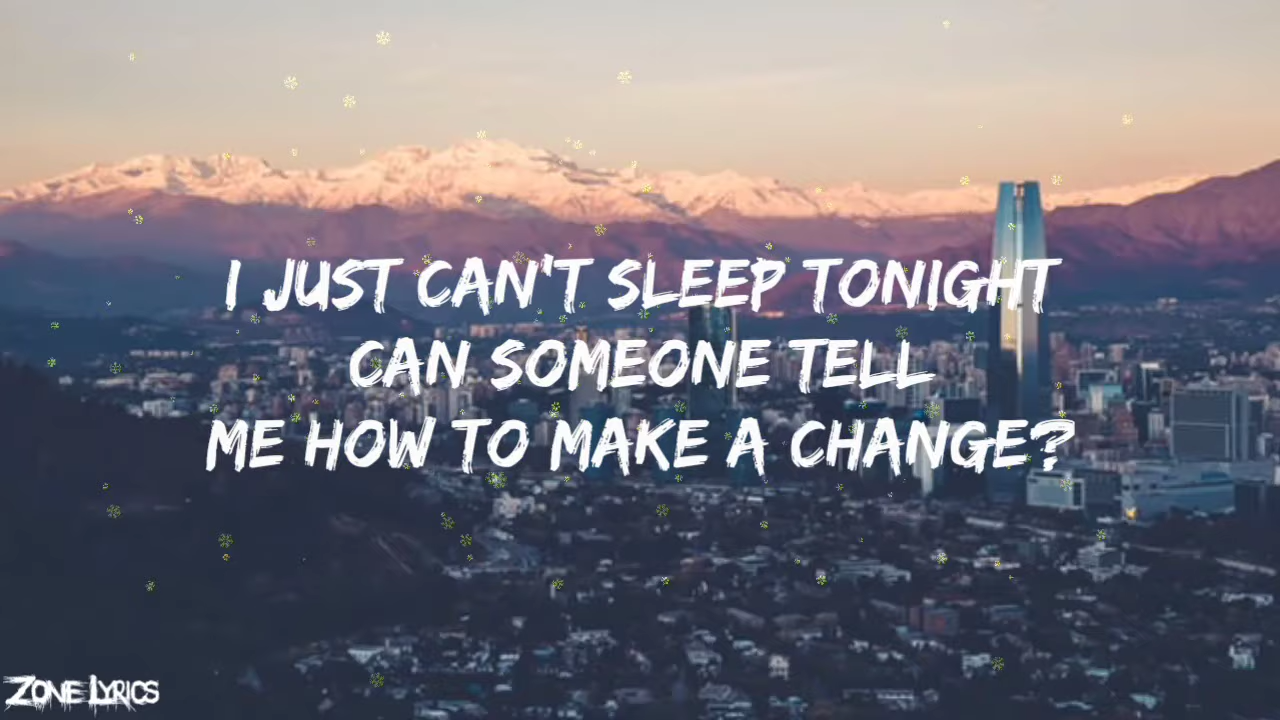 I JUST CAN'T SLEEP TONIGHT
CAN SOMEONE TELL
ME HOW TO MAKE A CHANGE?
ZONE LYRICS